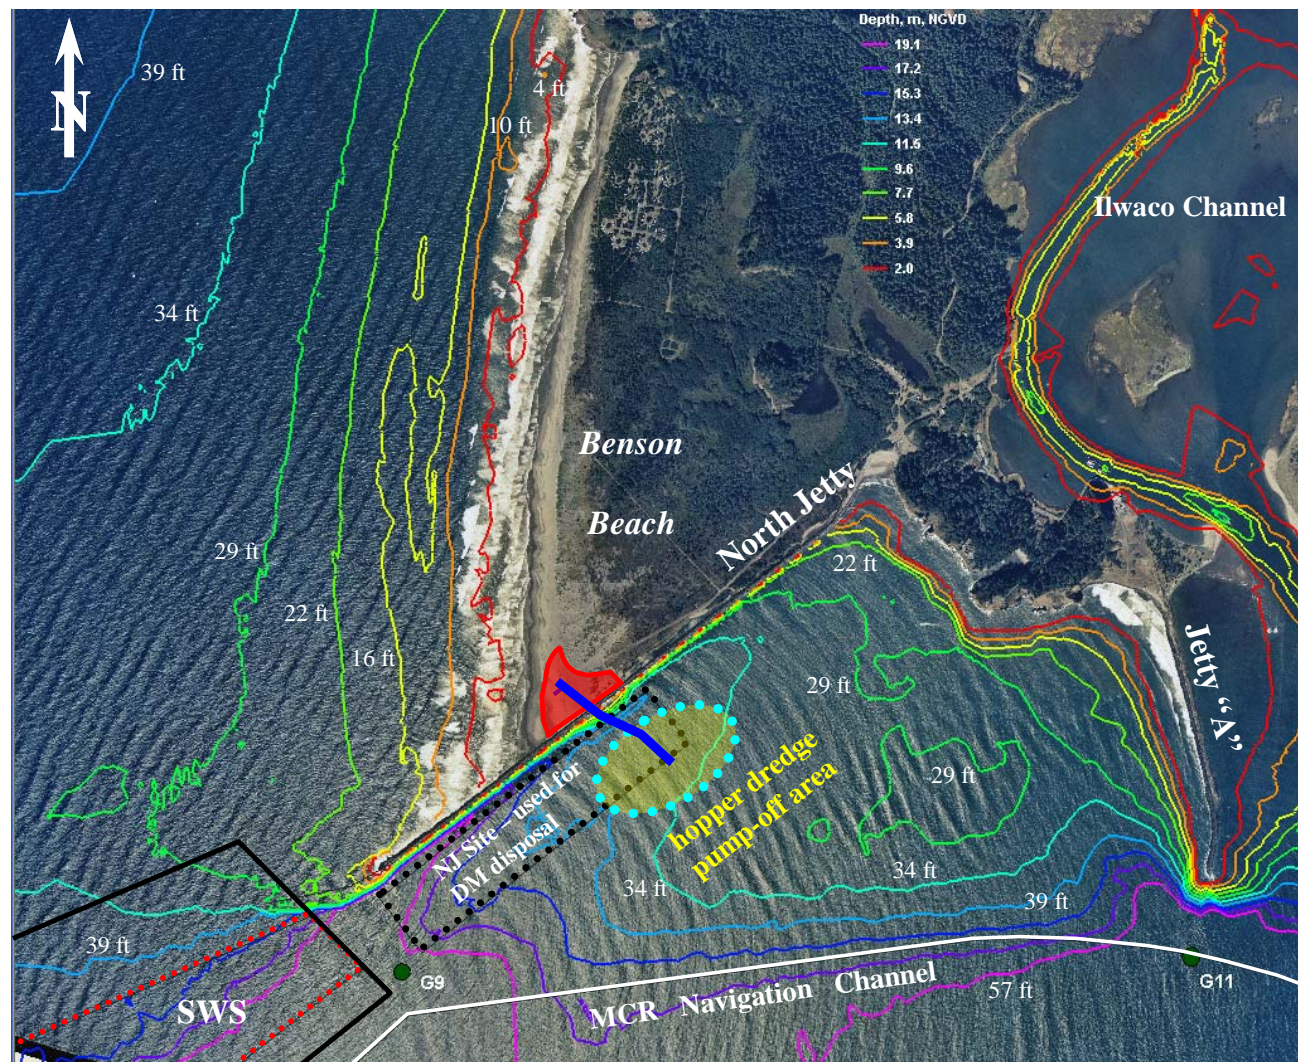 Depth, m, NGVD
19.1
17.2
15.3
13.4
11.6
9.6
7.7
5.8
3.9
2.0
N
39 ft
4 ft
10 ft
Ilwaco Channel
34 ft
Benson
Beach
North Jetty
29 ft
22 ft
22 ft
16 ft
29 ft
Jetty "A"
29 ft
hopper dredge
pump-off area
NJ Site – used for
DM disposal
34 ft
34 ft
39 ft
39 ft
G9
G11
SWS
MCR Navigation Channel
57 ft